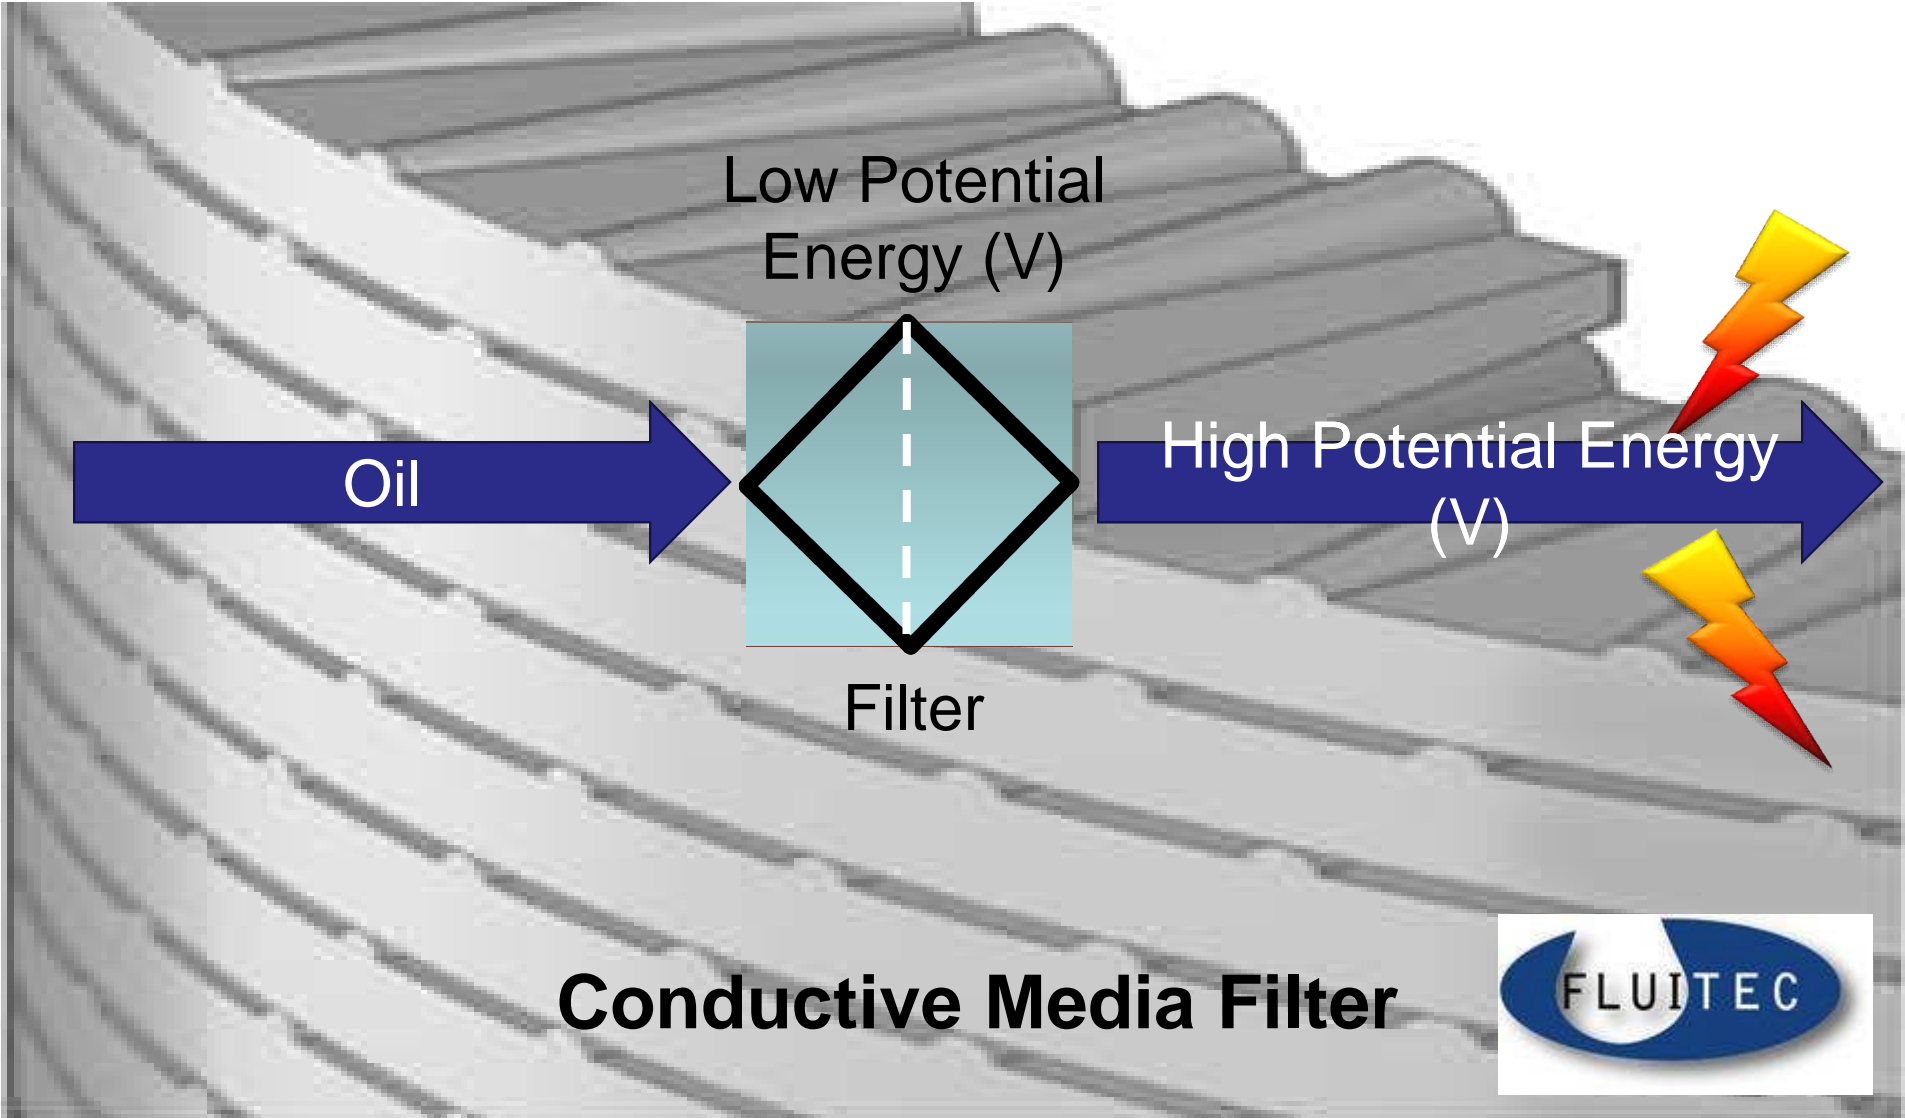 Low Potential
Energy (V)
Oil
High Potential Energy
(V)
Filter
Conductive Media Filter
FLUITEC